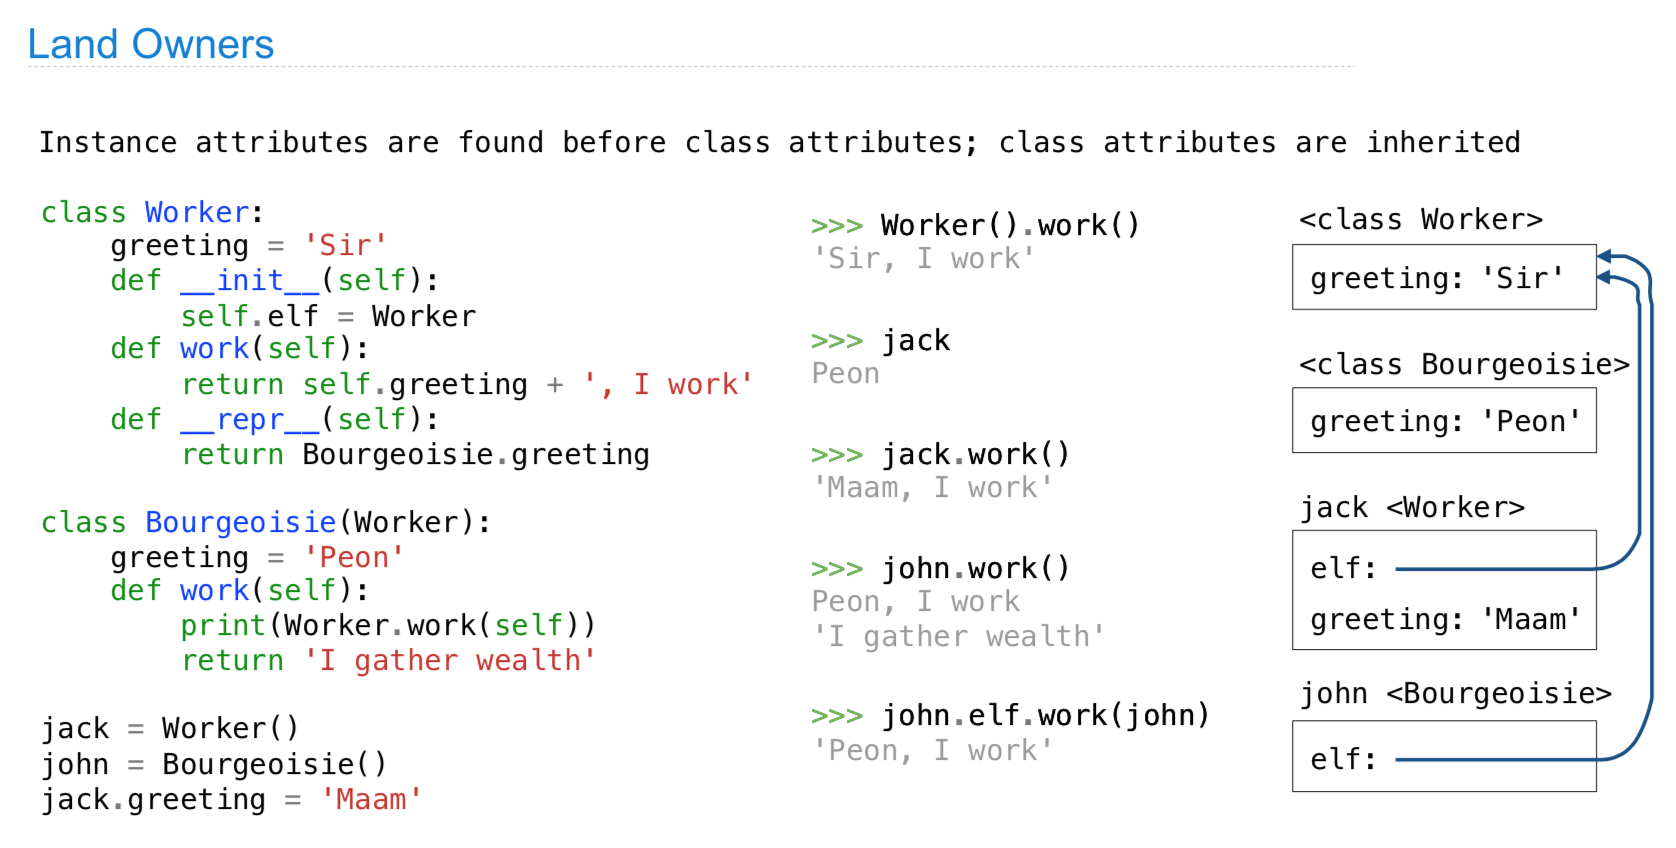 Land Owners
Instance attributes are found before class attributes; class attributes are inherited
class Worker:
    greeting = 'Sir'
    def __init__(self):
        self.elf = Worker
    def work(self):
        return self.greeting + ', I work'
    def __repr__(self):
        return Bourgeoisie.greeting
class Bourgeoisie(Worker):
    greeting = 'Peon'
    def work(self):
        print(Worker.work(self))
        return 'I gather wealth'
jack = Worker()
john = Bourgeoisie()
jack.greeting = 'Maam'
>>> Worker().work()
'Sir, I work'
>>> jack
Peon
>>> jack.work()
'Maam, I work'
>>> john.work()
Peon, I work
'I gather wealth'
>>> john.elf.work(john)
'Peon, I work'
<class Worker>
greeting: 'Sir'
<class Bourgeoisie>
greeting: 'Peon'
jack <Worker>
elf:
greeting: 'Maam'
john <Bourgeoisie>
elf: